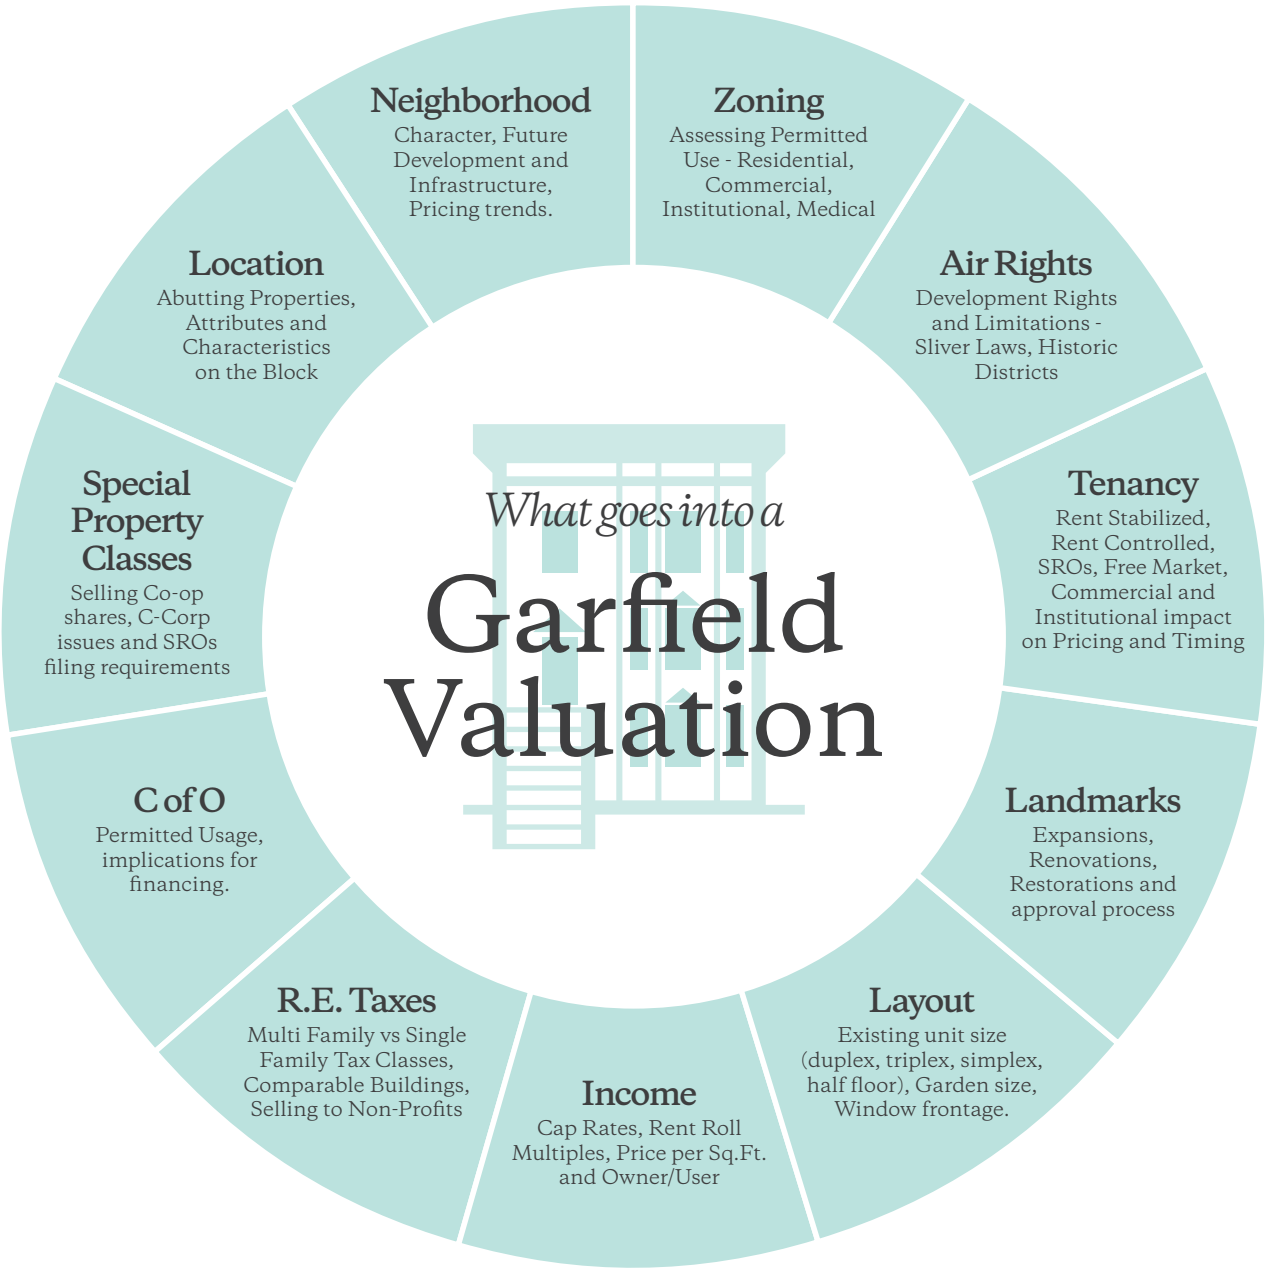 What goes into a
Garfield
Valuation
Neighborhood
Character, Future
Development and
Infrastructure,
Pricing trends.
Zoning
Assessing Permitted
Use - Residential,
Commercial,
Institutional, Medical
Air Rights
Development Rights
and Limitations -
Sliver Laws, Historic
Districts
Tenancy
Rent Stabilized,
Rent Controlled,
SROs, Free Market,
Commercial and
Institutional impact
on Pricing and Timing
Landmarks
Expansions,
Renovations,
Restorations and
approval process
Layout
Existing unit size
(duplex, triplex, simplex,
half floor), Garden size,
Window frontage.
Income
Cap Rates, Rent Roll
Multiples, Price per Sq.Ft.
and Owner/User
R.E. Taxes
Multi Family vs Single
Family Tax Classes,
Comparable Buildings,
Selling to Non-Profits
C of O
Permitted Usage,
implications for
financing.
Special
Property
Classes
Selling Co-op
shares, C-Corp
issues and SROs
filing requirements
Location
Abutting Properties,
Attributes and
Characteristics
on the Block